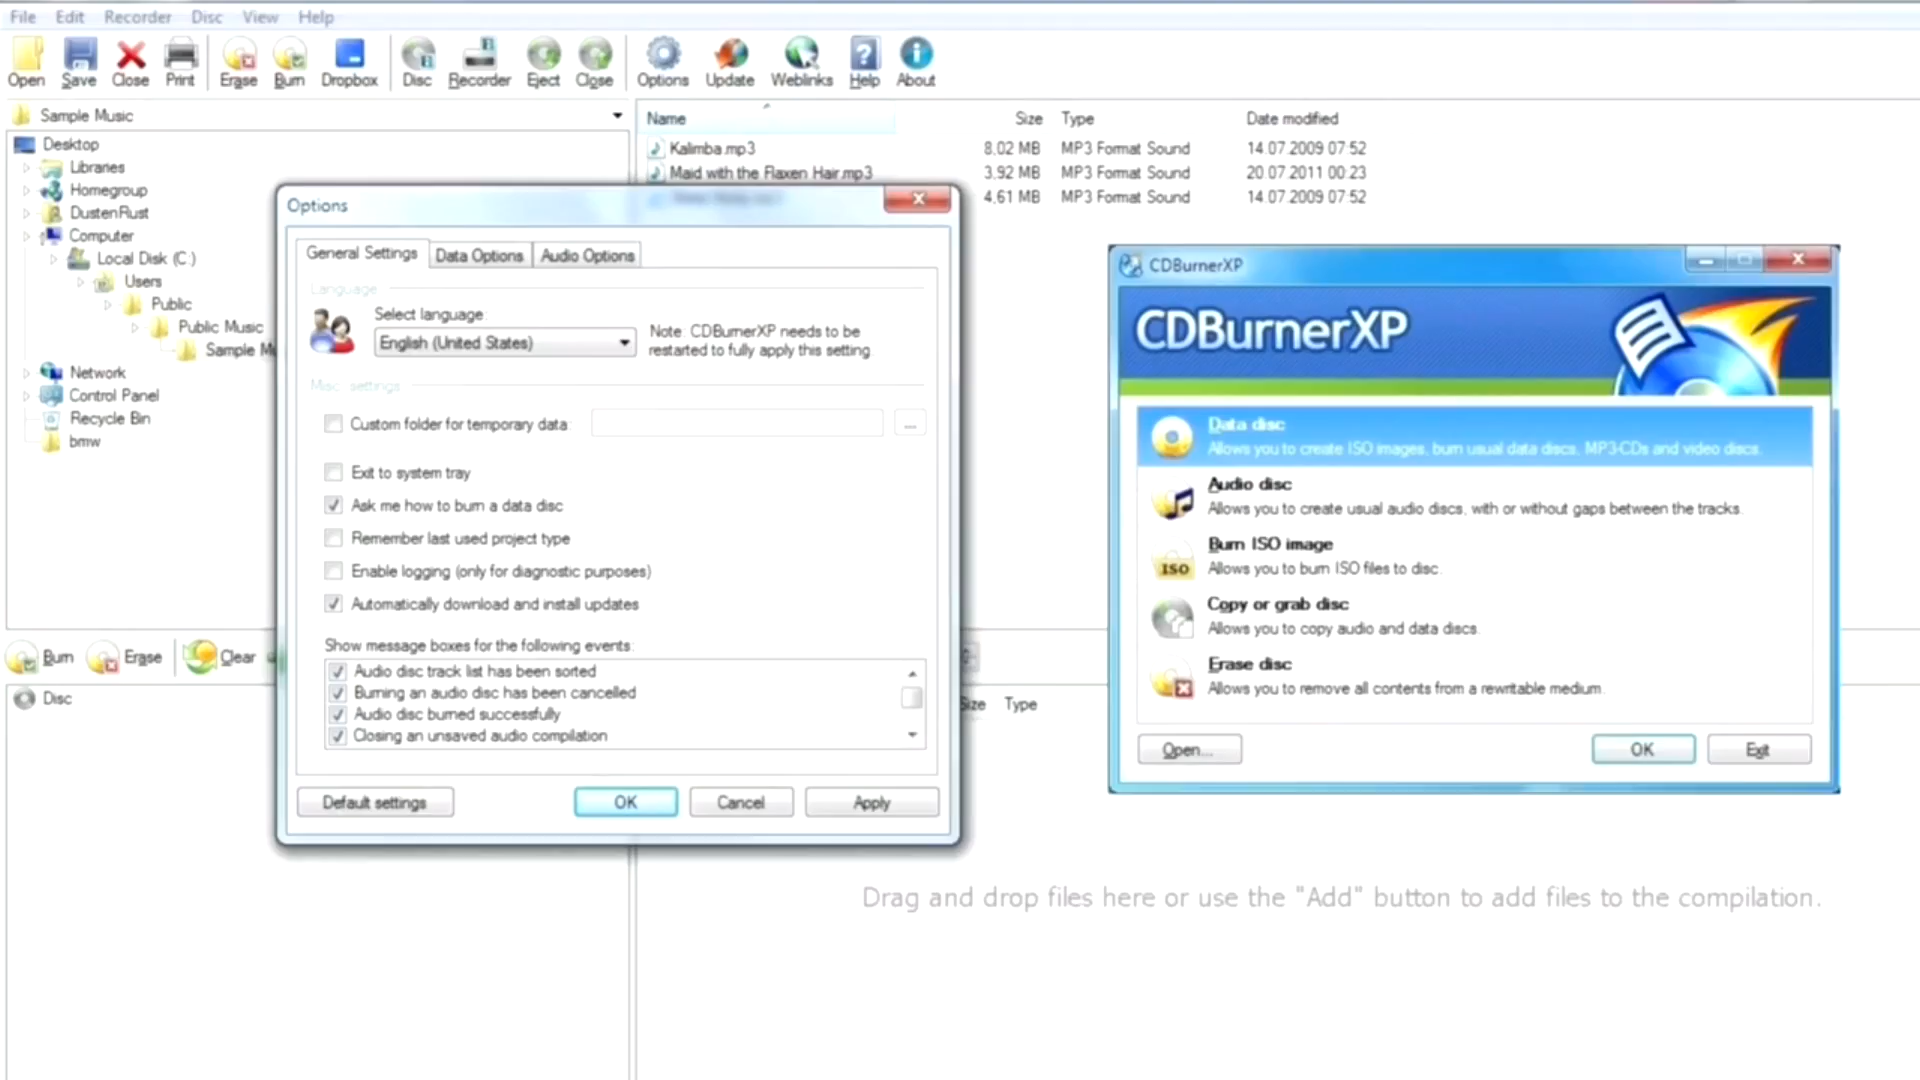 File Edit Recorder Disc View Help
Open Save Close Print Erase Burn Dropbox Disc Recorder Eject Close Options Update Weblinks Help About
Sample Music
Desktop
Libraries
Homegroup
DustenRust
Computer
Local Disk (C:)
Users
Public
Public Music
Sample Mu
Network
Control Panel
Recycle Bin
bmw
Name Size Type Date modified
Kalimba.mp3 8.02 MB MP3 Format Sound 14.07.2009 07:52
Maid with the Flaxen Hair.mp3 3.92 MB MP3 Format Sound 20.07.2011 00:23
4.61 MB MP3 Format Sound 14.07.2009 07:52
Options
General Settings Data Options Audio Options
Language
Select language:
English (United States)
Note: CDBurnerXP needs to be
restarted to fully apply this setting.
Misc. settings
Custom folder for temporary data:
...
Exit to system tray
Ask me how to burn a data disc
Remember last used project type
Enable logging (only for diagnostic purposes)
Automatically download and install updates
Show message boxes for the following events:
Audio disc track list has been sorted
Burning an audio disc has been cancelled
Audio disc burned successfully
Closing an unsaved audio compilation
Default settings OK Cancel Apply
CDBurnerXP
CDBurnerXP
Data disc
Allows you to create ISO images, burn usual data discs, MP3-CDs and video discs.
Audio disc
Allows you to create usual audio discs, with or without gaps between the tracks.
ISO
Burn ISO image
Allows you to burn ISO files to disc.
Copy or grab disc
Allows you to copy audio and data discs.
Erase disc
Allows you to remove all contents from a rewritable medium.
Open... OK Exit
Burn Erase Clear
Disc
Size Type
Drag and drop files here or use the "Add" button to add files to the compilation.